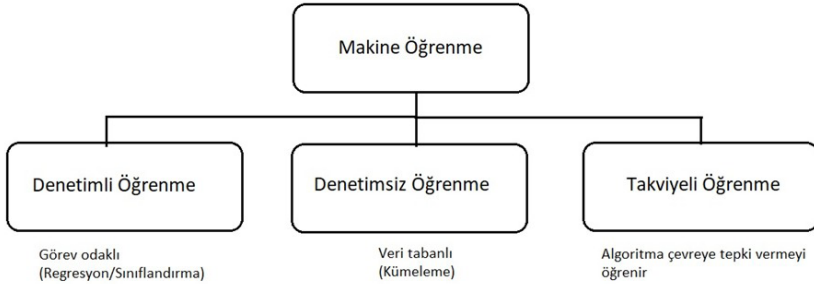 Makine Öğrenme
Denetimli Öğrenme
Denetimsiz Öğrenme
Takviyeli Öğrenme
Görev odaklı
(Regresyon/Sınıflandırma)
Veri tabanlı
(Kümeleme)
Algoritma çevreye tepki vermeyi
öğrenir